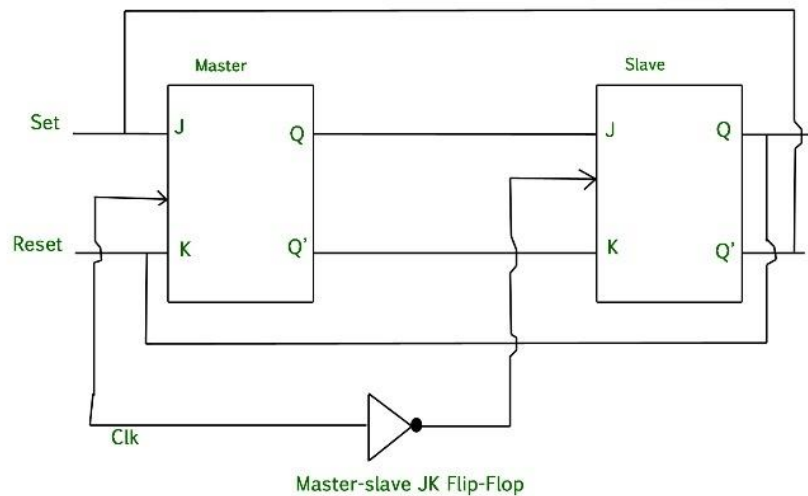 Master
Slave
Set
J
Q
J
Q
Reset
K
Q'
K
Q'
Clk
Master-slave JK Flip-Flop